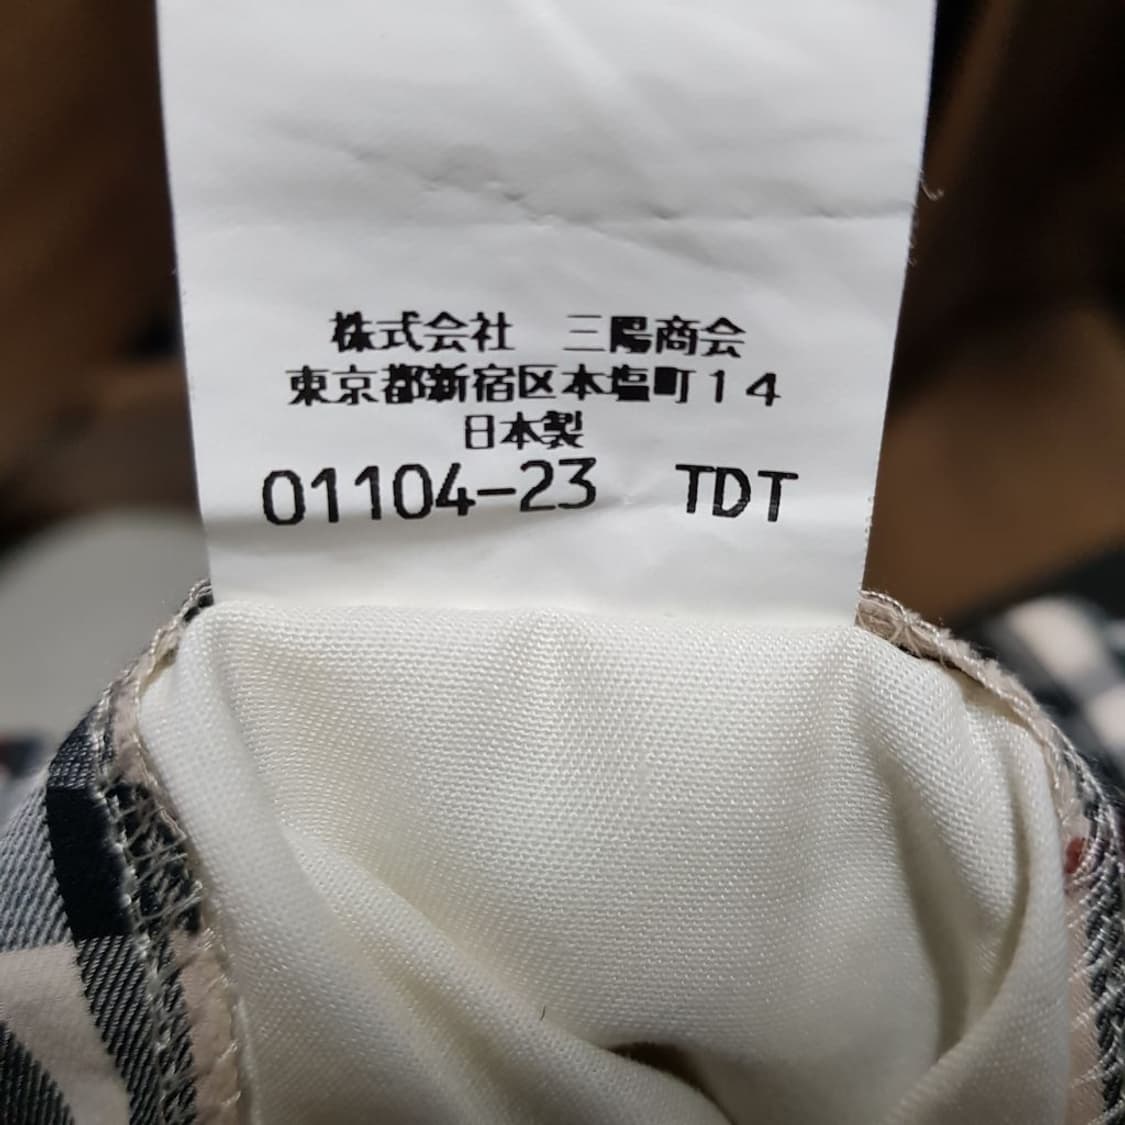 株式会社　三陽商会
東京都新宿区本塩町１４
日本製
01104-23 TDT